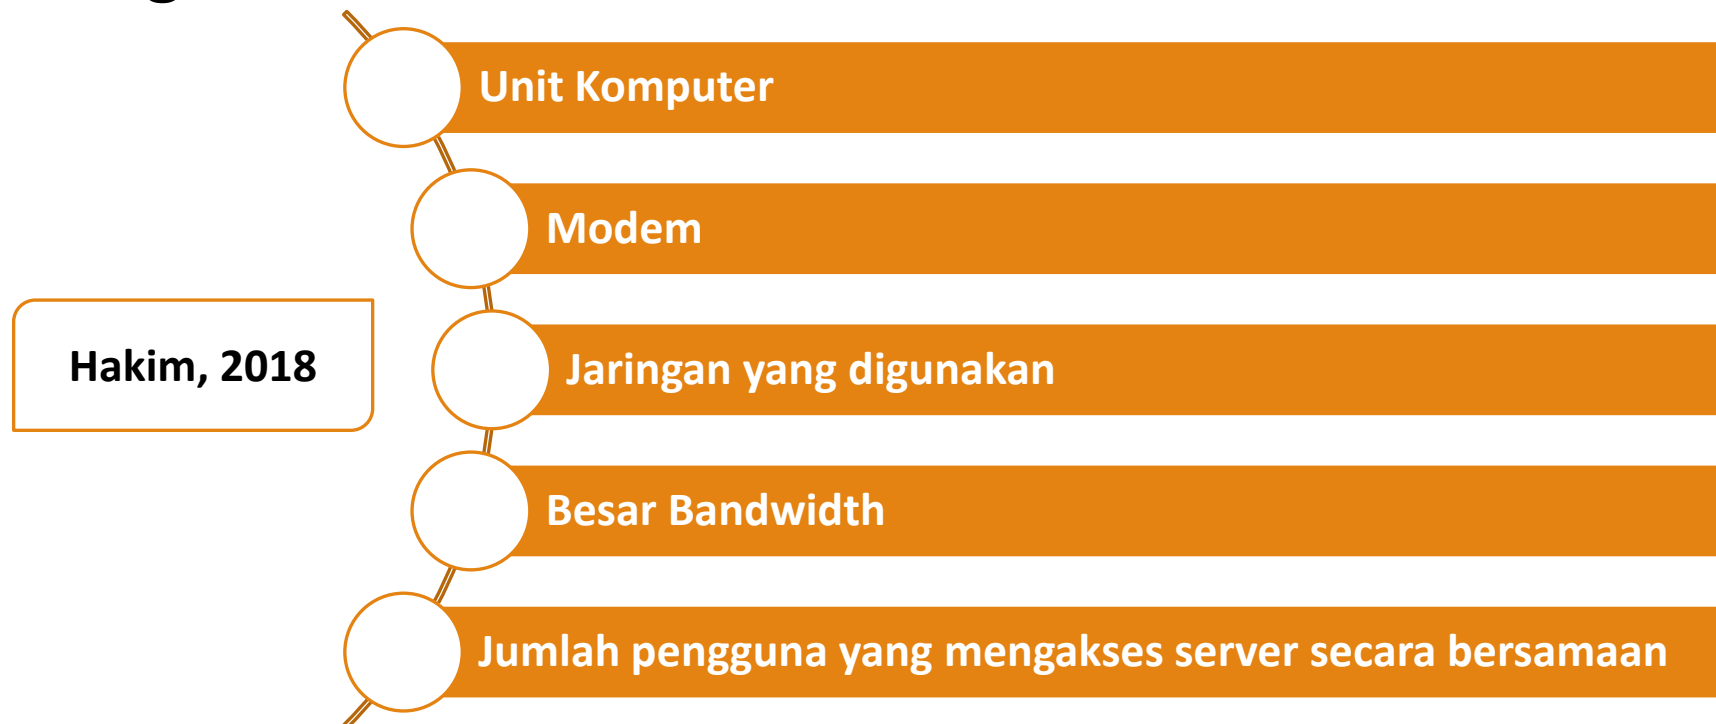 Unit Komputer
Modem
Hakim, 2018
Jaringan yang digunakan
Besar Bandwidth
Jumlah pengguna yang mengakses server secara bersamaan